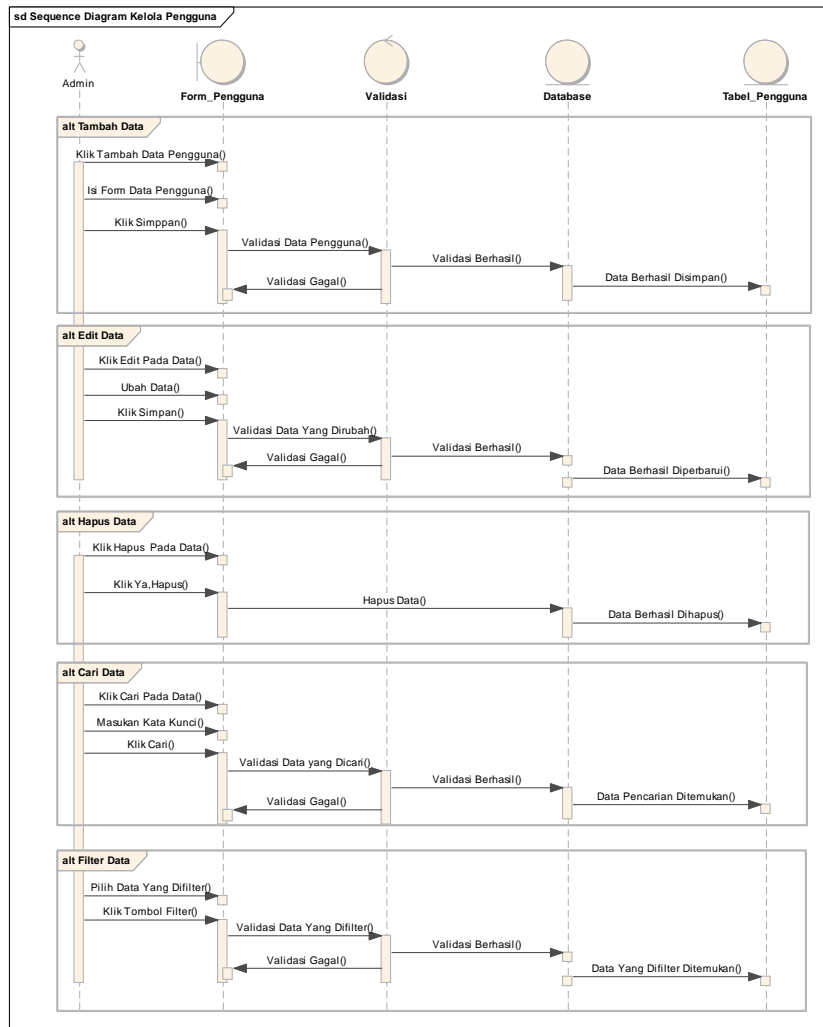 sd Sequence Diagram Kelola Pengguna
Admin
Form_Pengguna
Validasi
Database
Tabel_Pengguna
alt Tambah Data
Klik Tambah Data Pengguna()
Isi Form Data Pengguna()
Klik Simppan()
Validasi Data Pengguna()
Validasi Berhasil()
Data Berhasil Disimpan()
Validasi Gagal()
alt Edit Data
Klik Edit Pada Data()
Ubah Data()
Klik Simpan()
Validasi Data Yang Dirubah()
Validasi Berhasil()
Validasi Gagal()
Data Berhasil Diperbarui()
alt Hapus Data
Klik Hapus Pada Data()
Klik Ya,Hapus()
Hapus Data()
Data Berhasil Dihapus()
alt Cari Data
Klik Cari Pada Data()
Masukan Kata Kunci()
Klik Cari()
Validasi Data yang Dicari()
Validasi Berhasil()
Data Pencarian Ditemukan()
Validasi Gagal()
alt Filter Data
Pilih Data Yang Difilter()
Klik Tombol Filter()
Validasi Data Yang Difilter()
Validasi Berhasil()
Validasi Gagal()
Data Yang Difilter Ditemukan()